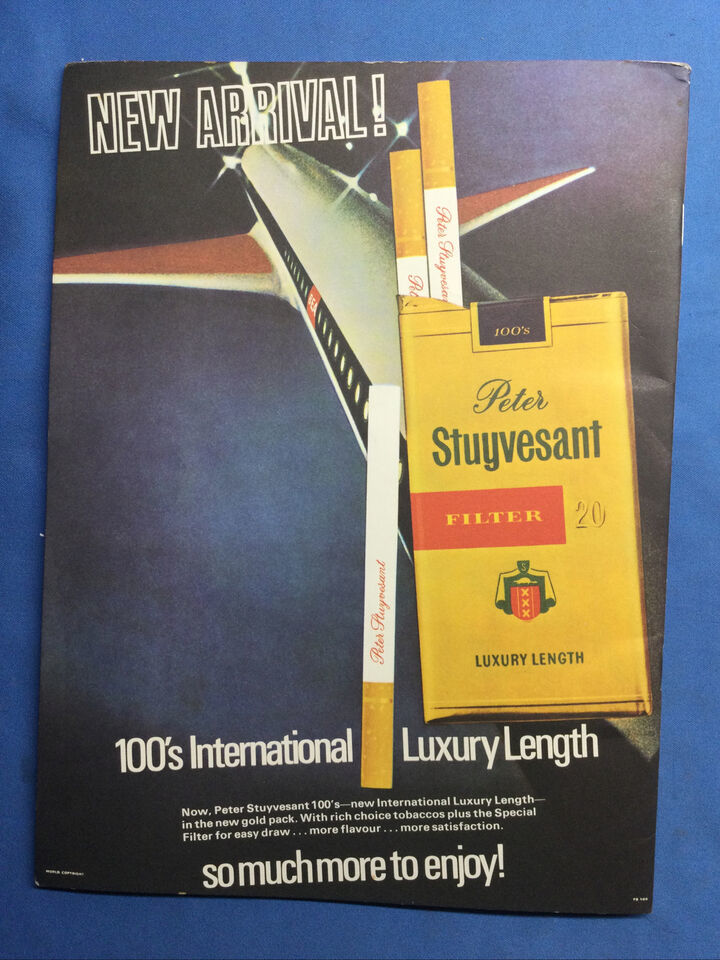 NEW ARRIVAL!
BEA
Peter Stuyvesant
Pet
100's
Peter
Stuyvesant
FILTER 20
S
XXX
LUXURY LENGTH
Peter Stuyvesant
100's International Luxury Length
Now, Peter Stuyvesant 100's—new International Luxury Length—
in the new gold pack. With rich choice tobaccos plus the Special
Filter for easy draw . . . more flavour . . . more satisfaction.
so much more to enjoy!
WORLD COPYRIGHT